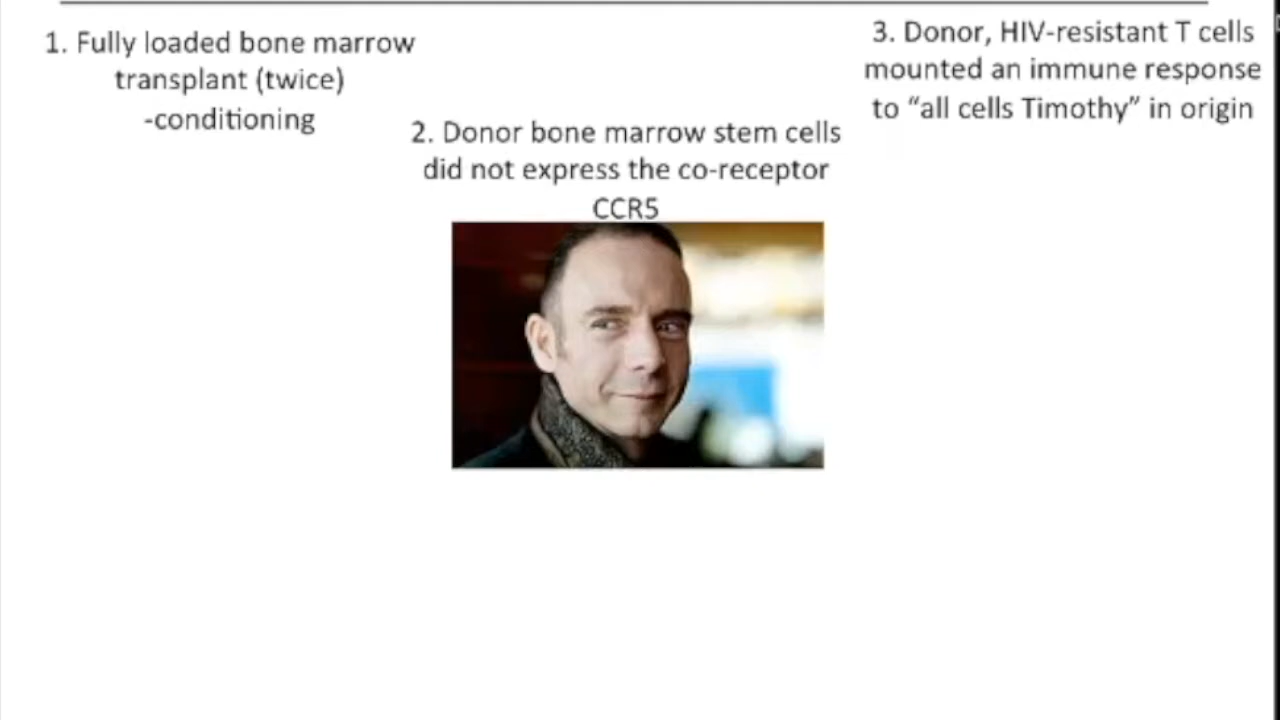 1. Fully loaded bone marrow
transplant (twice)
-conditioning
2. Donor bone marrow stem cells
did not express the co-receptor
CCR5
3. Donor, HIV-resistant T cells
mounted an immune response
to “all cells Timothy” in origin